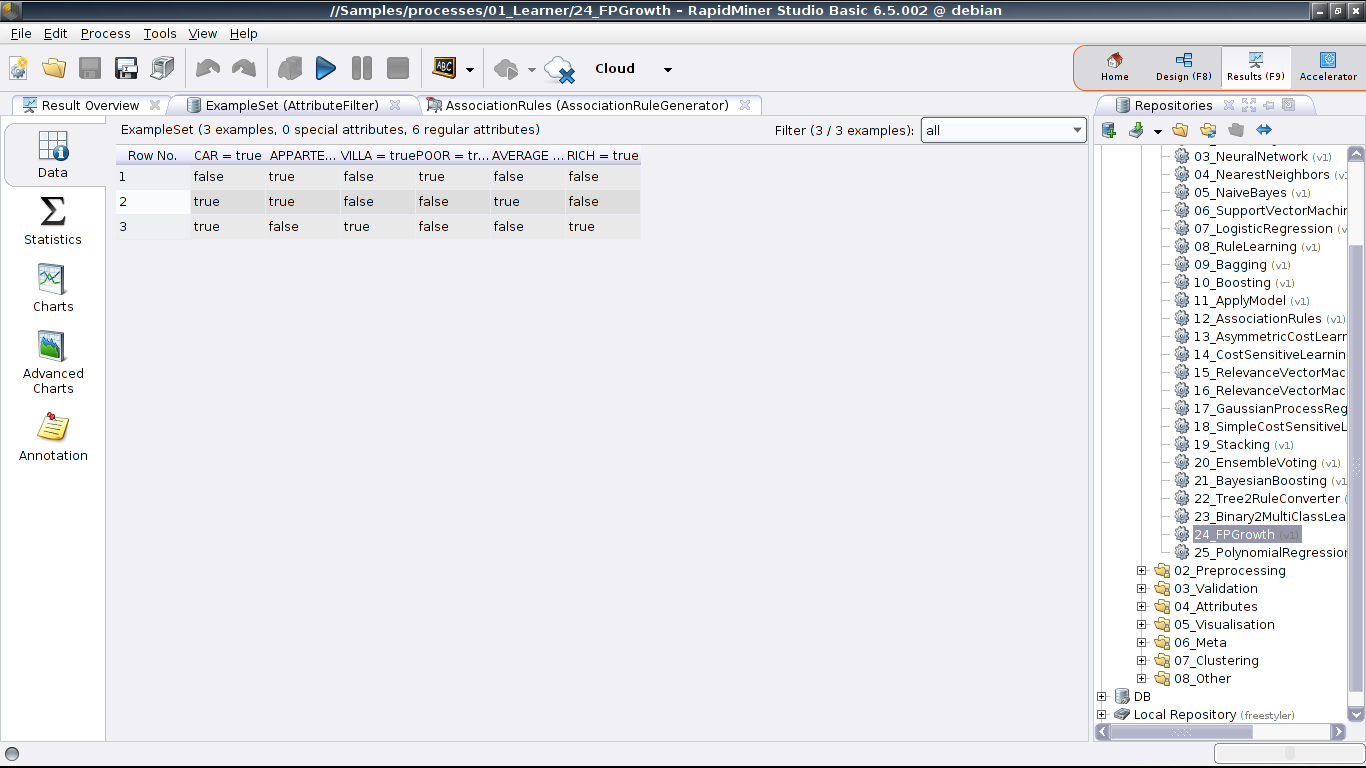 //Samples/processes/01_Learner/24_FPGrowth – RapidMiner Studio Basic 6.5.002 @ debian
File Edit Process Tools View Help
ABC Cloud Home Design (F8) Results (F9) Accelerator
Result Overview ExampleSet (AttributeFilter) AssociationRules (AssociationRuleGenerator)
Repositories
ExampleSet (3 examples, 0 special attributes, 6 regular attributes) Filter (3 / 3 examples): all
Row No. CAR = true APPARTE... VILLA = true POOR = tr... AVERAGE ... RICH = true
1 false true false true false false
2 true true false false true false
3 true false true false false true
Data
Statistics
Charts
Advanced
Charts
Annotation
03_NeuralNetwork (v1)
04_NearestNeighbors (v1
05_NaiveBayes (v1)
06_SupportVectorMachin
07_LogisticRegression (v
08_RuleLearning (v1)
09_Bagging (v1)
10_Boosting (v1)
11_ApplyModel (v1)
12_AssociationRules (v1)
13_AsymmetricCostLearn
14_CostSensitiveLearnin
15_RelevanceVectorMac
16_RelevanceVectorMac
17_GaussianProcessReg
18_SimpleCostSensitiveL
19_Stacking (v1)
20_EnsembleVoting (v1)
21_BayesianBoosting (v1
22_Tree2RuleConverter (
23_Binary2MultiClassLea
24_FPGrowth (v1)
25_PolynomialRegression
02_Preprocessing
03_Validation
04_Attributes
05_Visualisation
06_Meta
07_Clustering
08_Other
DB
Local Repository (freestyler)